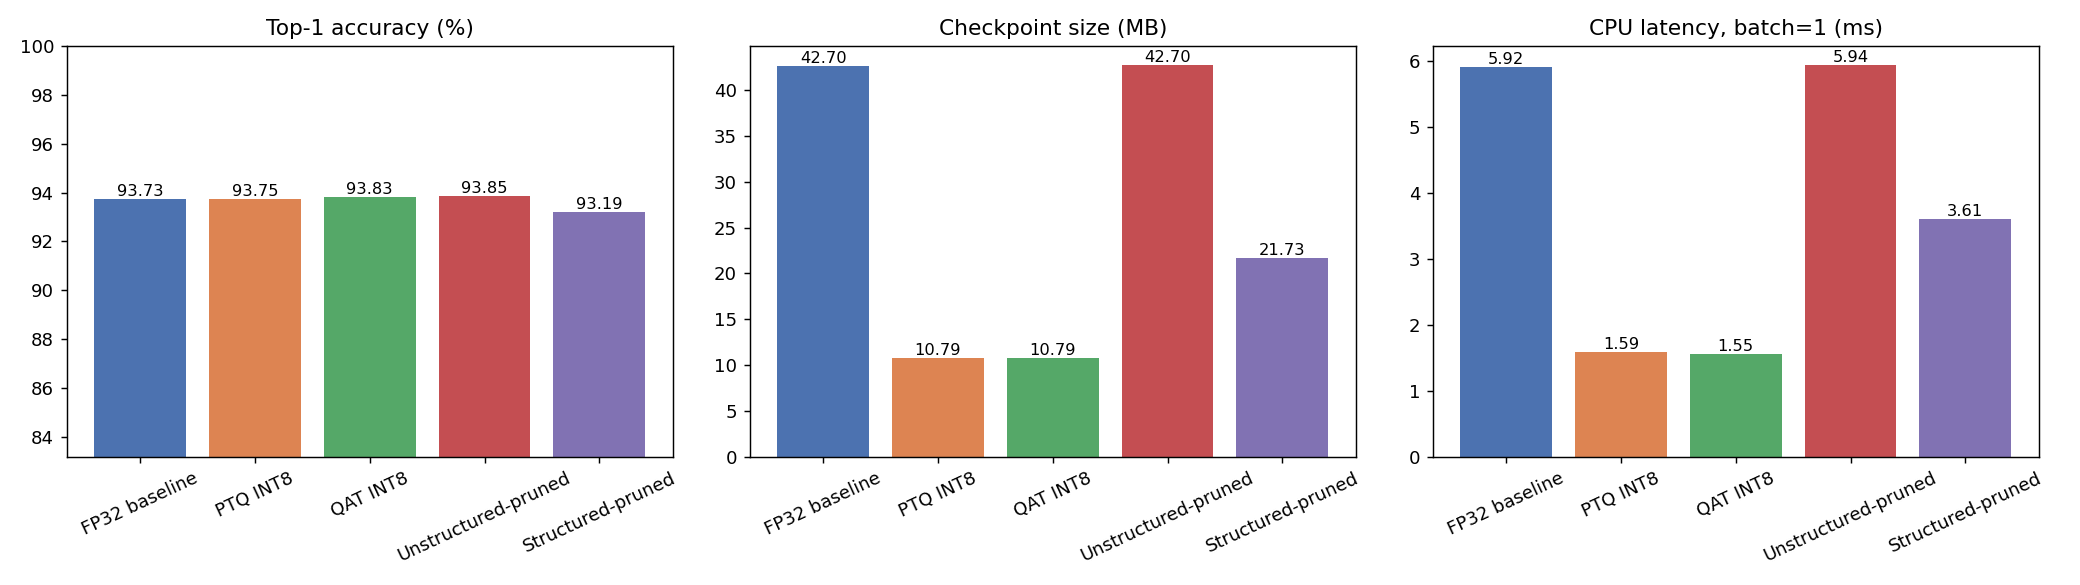 Top-1 accuracy (%)
100
98
96
94
92
90
88
86
84
93.73
93.75
93.83
93.85
93.19
FP32 baseline
PTQ INT8
QAT INT8
Unstructured-pruned
Structured-pruned
Checkpoint size (MB)
40
35
30
25
20
15
10
5
0
42.70
10.79
10.79
42.70
21.73
FP32 baseline
PTQ INT8
QAT INT8
Unstructured-pruned
Structured-pruned
CPU latency, batch=1 (ms)
6
5
4
3
2
1
0
5.92
1.59
1.55
5.94
3.61
FP32 baseline
PTQ INT8
QAT INT8
Unstructured-pruned
Structured-pruned